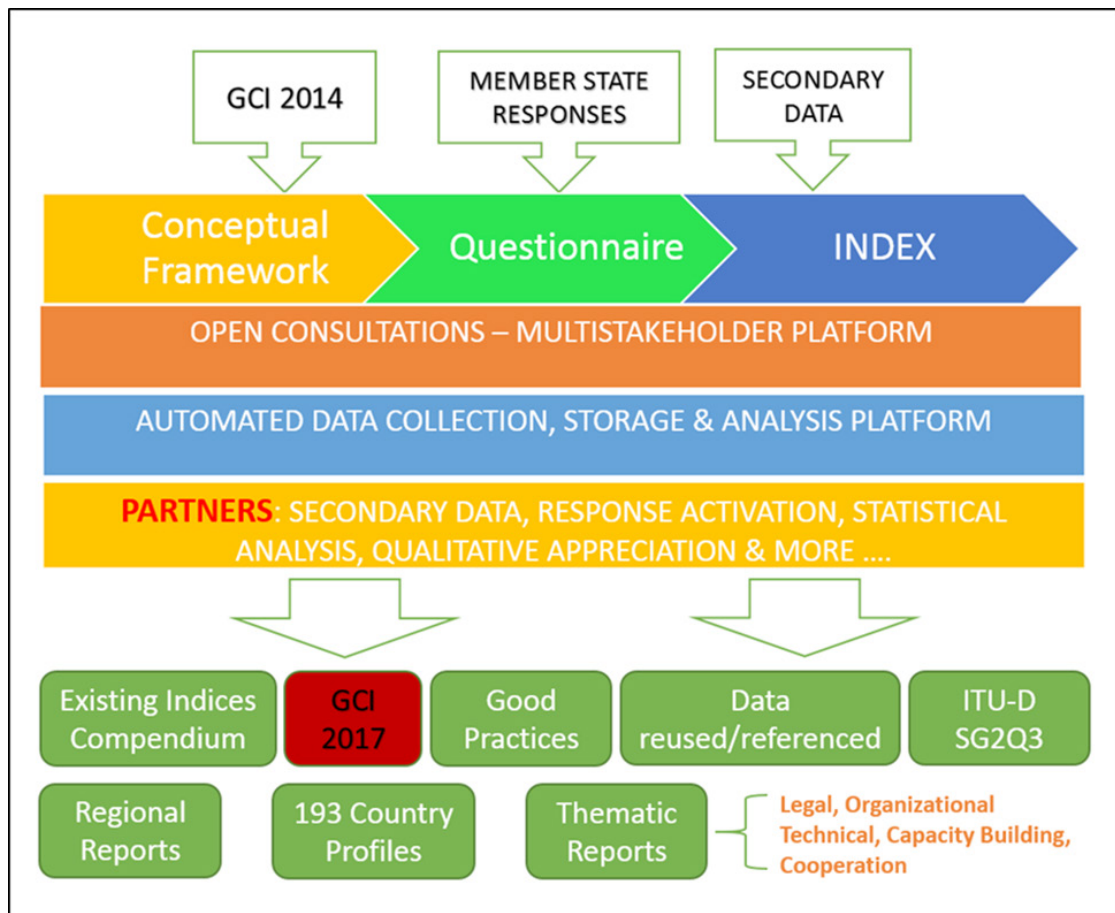 GCI 2014
MEMBER STATE
RESPONSES
SECONDARY
DATA
Conceptual
Framework
Questionnaire
INDEX
OPEN CONSULTATIONS – MULTISTAKEHOLDER PLATFORM
AUTOMATED DATA COLLECTION, STORAGE & ANALYSIS PLATFORM
PARTNERS: SECONDARY DATA, RESPONSE ACTIVATION, STATISTICAL
ANALYSIS, QUALITATIVE APPRECIATION & MORE ....
Existing Indices
Compendium
GCI
2017
Good
Practices
Data
reused/referenced
ITU-D
SG2Q3
Regional
Reports
193 Country
Profiles
Thematic
Reports
Legal, Organizational
Technical, Capacity Building,
Cooperation